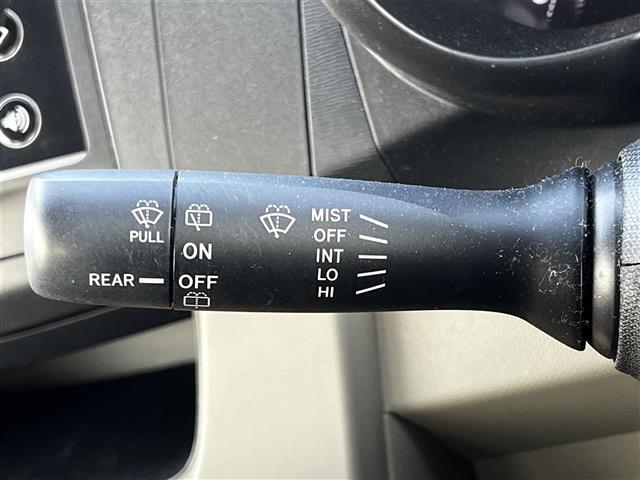 PULL
REAR
ON
OFF
MIST
OFF
INT
LO
HI